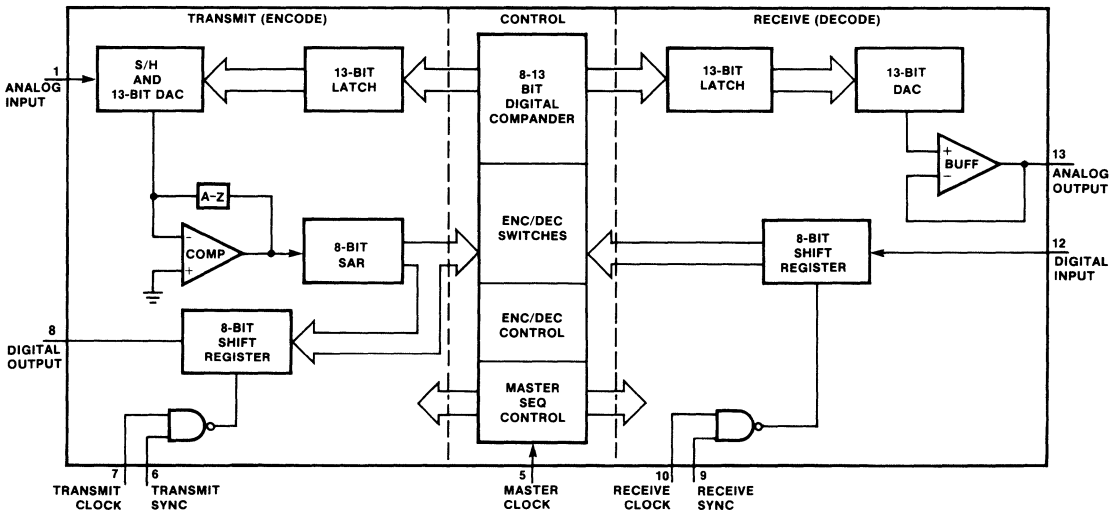 TRANSMIT (ENCODE)
CONTROL
RECEIVE (DECODE)
1
ANALOG
INPUT
S/H
AND
13-BIT DAC
13-BIT
LATCH
8-13
BIT
DIGITAL
COMPANDER
13-BIT
LATCH
13-BIT
DAC
+
BUFF
−
13
ANALOG
OUTPUT
A-Z
−
COMP
+
8-BIT
SAR
ENC/DEC
SWITCHES
8-BIT
SHIFT
REGISTER
12
DIGITAL
INPUT
8
DIGITAL
OUTPUT
8-BIT
SHIFT
REGISTER
ENC/DEC
CONTROL
MASTER
SEQ
CONTROL
7
TRANSMIT
CLOCK
6
TRANSMIT
SYNC
5
MASTER
CLOCK
10
RECEIVE
CLOCK
9
RECEIVE
SYNC